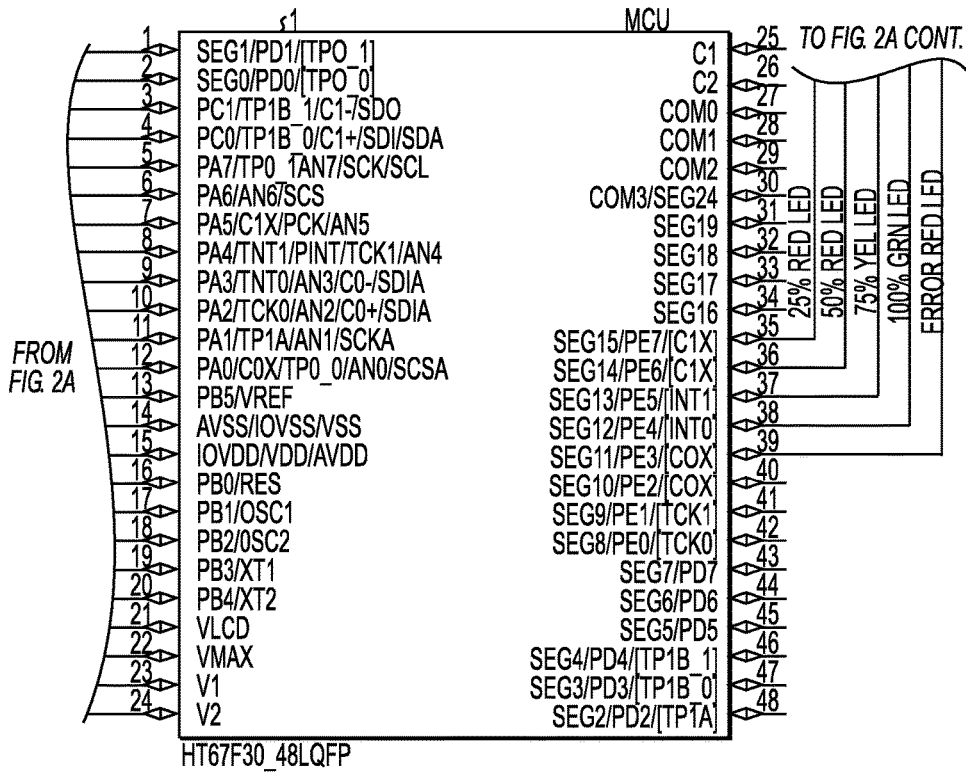 s1 MCU
1 SEG1/PD1/[TPO_1]
2 SEG0/PD0/[TPO_0]
3 PC1/TP1B_1/C1-/SDO
4 PC0/TP1B_0/C1+/SDI/SDA
5 PA7/TP0_1AN7/SCK/SCL
6 PA6/AN6/SCS
7 PA5/C1X/PCK/AN5
8 PA4/TNT1/PINT/TCK1/AN4
9 PA3/TNT0/AN3/C0-/SDIA
10 PA2/TCK0/AN2/C0+/SDIA
11 PA1/TP1A/AN1/SCKA
12 PA0/C0X/TP0_0/AN0/SCSA
13 PB5/VREF
14 AVSS/IOVSS/VSS
15 IOVDD/VDD/AVDD
16 PB0/RES
17 PB1/OSC1
18 PB2/0SC2
19 PB3/XT1
20 PB4/XT2
21 VLCD
22 VMAX
23 V1
24 V2
FROM
FIG. 2A
C1 25
C2 26
COM0 27
COM1 28
COM2 29
COM3/SEG24 30
SEG19 31
SEG18 32
SEG17 33
SEG16 34
SEG15/PE7/[C1X] 35
SEG14/PE6/[C1X] 36
SEG13/PE5/[INT1] 37
SEG12/PE4/[INT0] 38
SEG11/PE3/[COX] 39
SEG10/PE2/[COX] 40
SEG9/PE1/[TCK1] 41
SEG8/PE0/[TCK0] 42
SEG7/PD7 43
SEG6/PD6 44
SEG5/PD5 45
SEG4/PD4/[TP1B_1] 46
SEG3/PD3/[TP1B_0] 47
SEG2/PD2/[TP1A] 48
TO FIG. 2A CONT.
25% RED LED
50% RED LED
75% YEL LED
100% GRN LED
ERROR RED LED
HT67F30_48LQFP